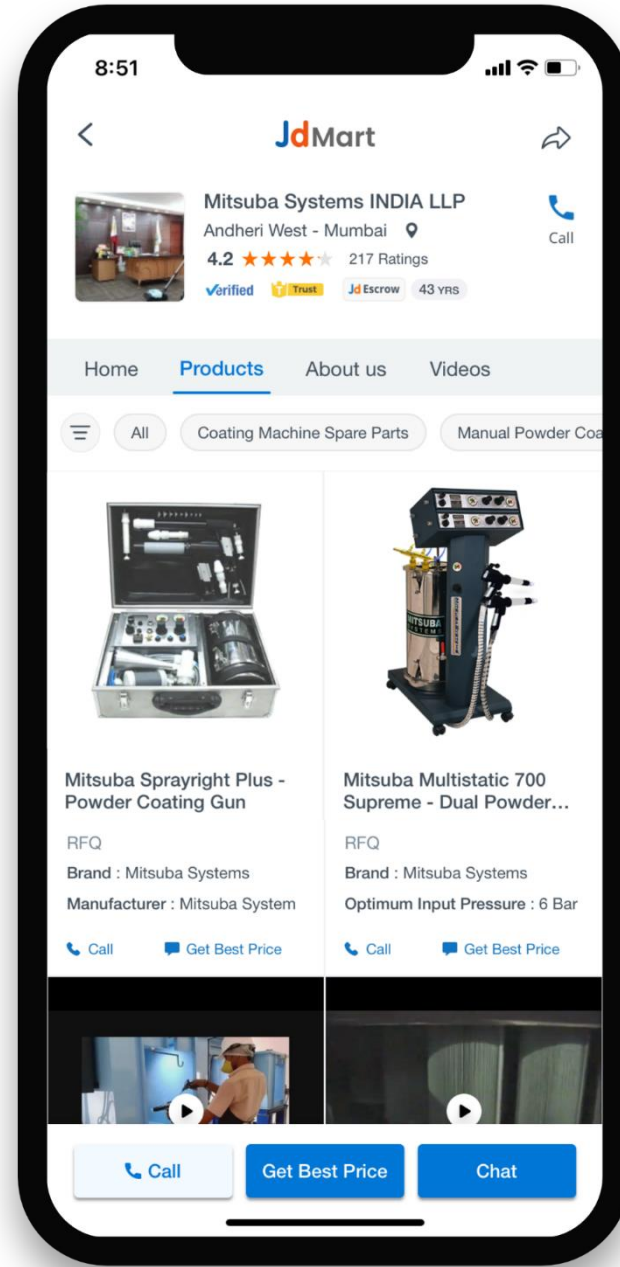 8:51
JdMart
Mitsuba Systems INDIA LLP
Andheri West - Mumbai
Call
4.2 217 Ratings
Verified Trust Jd Escrow 43 YRS
Home Products About us Videos
All Coating Machine Spare Parts Manual Powder Coa
MITSUBA
SYSTEMS
Mitsuba Sprayright Plus -
Powder Coating Gun
RFQ
Brand : Mitsuba Systems
Manufacturer : Mitsuba System
Call Get Best Price
Mitsuba Multistatic 700
Supreme - Dual Powder...
RFQ
Brand : Mitsuba Systems
Optimum Input Pressure : 6 Bar
Call Get Best Price
Call Get Best Price Chat